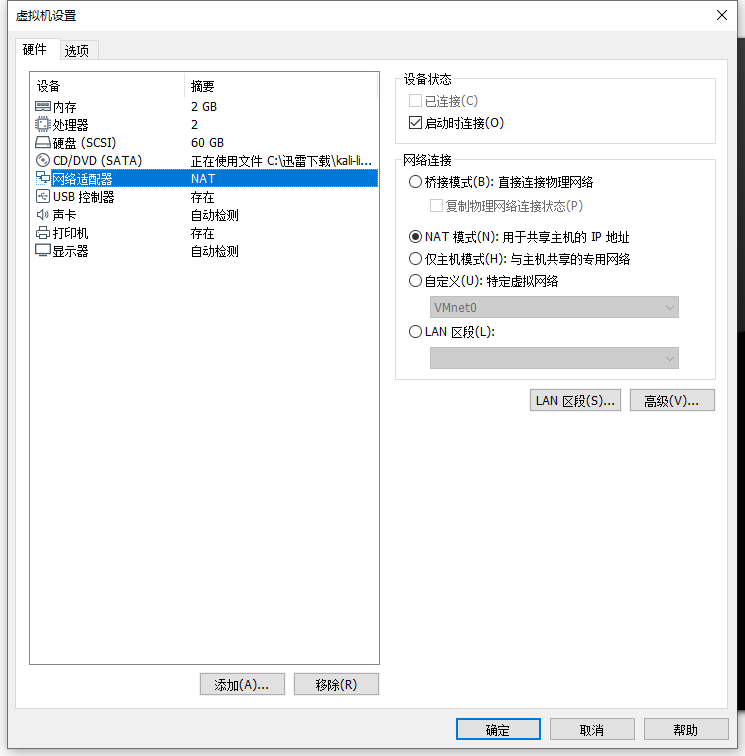 虚拟机设置
硬件 选项
设备 摘要
内存 2 GB
处理器 2
硬盘 (SCSI) 60 GB
CD/DVD (SATA) 正在使用文件 C:\迅雷下载\kali-li...
网络适配器 NAT
USB 控制器 存在
声卡 自动检测
打印机 存在
显示器 自动检测
添加(A)... 移除(R)
设备状态
已连接(C)
启动时连接(O)
网络连接
桥接模式(B): 直接连接物理网络
复制物理网络连接状态(P)
NAT 模式(N): 用于共享主机的 IP 地址
仅主机模式(H): 与主机共享的专用网络
自定义(U): 特定虚拟网络
VMnet0
LAN 区段(L):
LAN 区段(S)... 高级(V)...
确定 取消 帮助